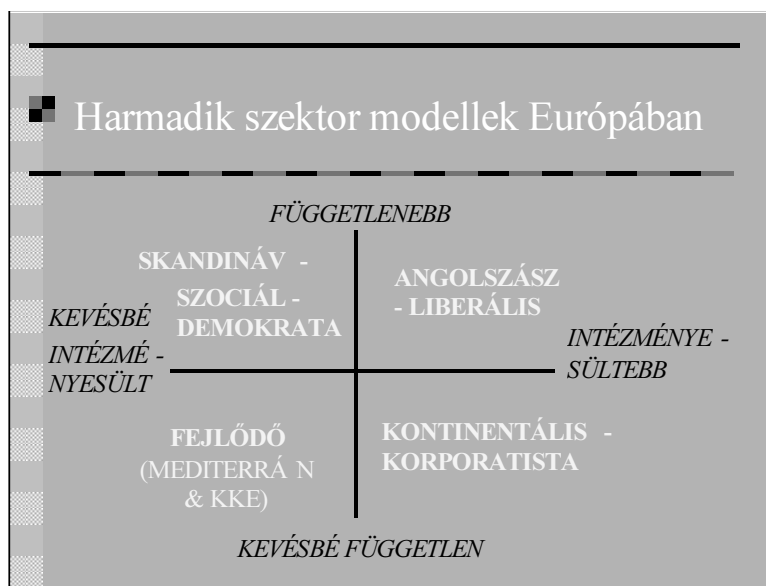 Harmadik szektor modellek Európában
FÜGGETLENEBB
SKANDINÁV -
SZOCIÁL -
DEMOKRATA
ANGOLSZÁSZ
- LIBERÁLIS
KEVÉSBÉ
INTÉZMÉ -
NYESÜLT
INTÉZMÉNYE -
SÜLTEBB
FEJLŐDŐ
(MEDITERRÁ N
& KKE)
KONTINENTÁLIS -
KORPORATISTA
KEVÉSBÉ FÜGGETLEN